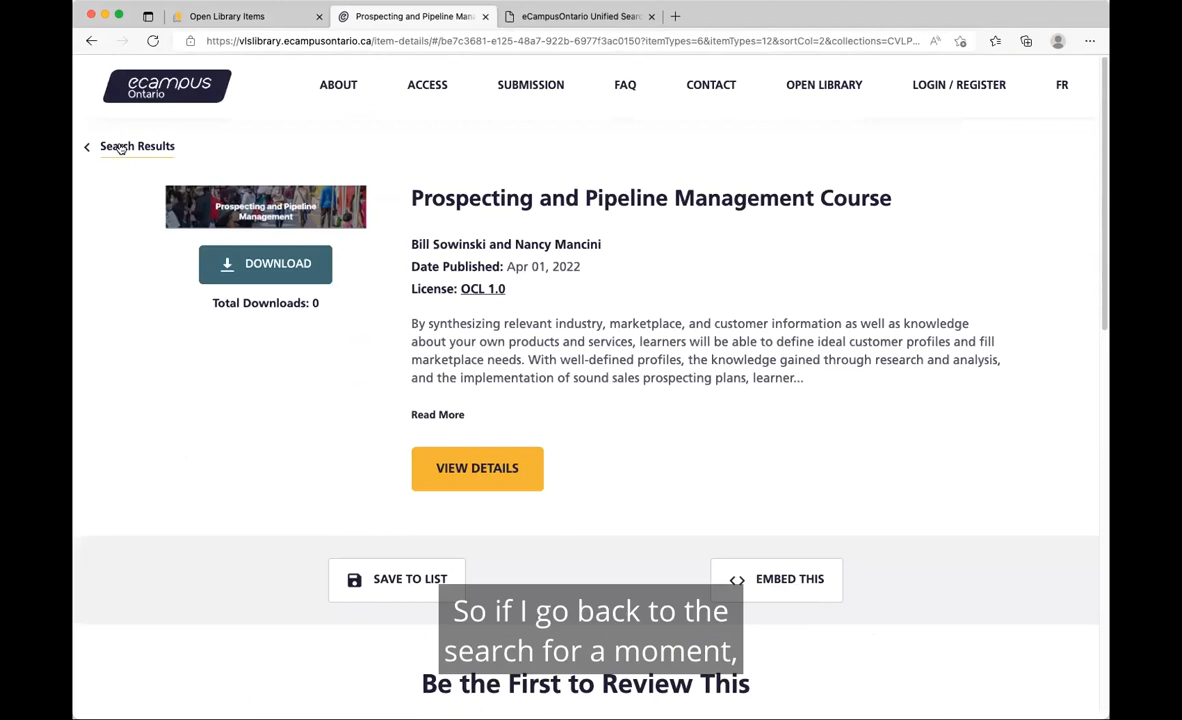 Open Library Items
Prospecting and Pipeline Man
eCampusOntario Unified Sear
https://vlslibrary.ecampusontario.ca/item-details/#/be7c3681-e125-48a7-922b-6977f3ac0150?itemTypes=6&itemTypes=12&sortCol=2&collections=CVLP...
ecampus
Ontario
ABOUT
ACCESS
SUBMISSION
FAQ
CONTACT
OPEN LIBRARY
LOGIN / REGISTER
FR
Search Results
Prospecting and Pipeline
Management
DOWNLOAD
Total Downloads: 0
Prospecting and Pipeline Management Course
Bill Sowinski and Nancy Mancini
Date Published: Apr 01, 2022
License: OCL 1.0
By synthesizing relevant industry, marketplace, and customer information as well as knowledge
about your own products and services, learners will be able to define ideal customer profiles and fill
marketplace needs. With well-defined profiles, the knowledge gained through research and analysis,
and the implementation of sound sales prospecting plans, learner...
Read More
VIEW DETAILS
SAVE TO LIST
EMBED THIS
So if I go back to the
search for a moment,
Be the First to Review This